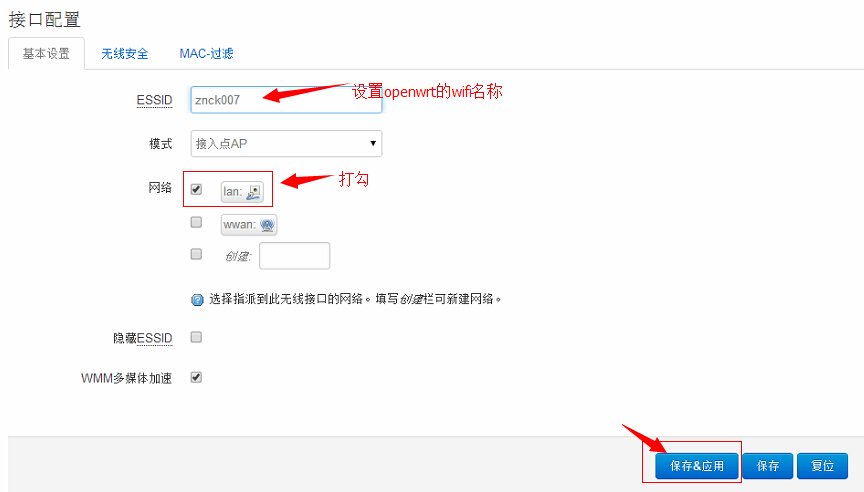 接口配置
基本设置 无线安全 MAC-过滤
ESSID znck007 设置openwrt的wifi名称
模式 接入点AP
网络 lan: 打勾
wwan:
创建:
选择指派到此无线接口的网络。填写创建栏可新建网络。
隐藏ESSID
WMM多媒体加速
保存&应用 保存 复位